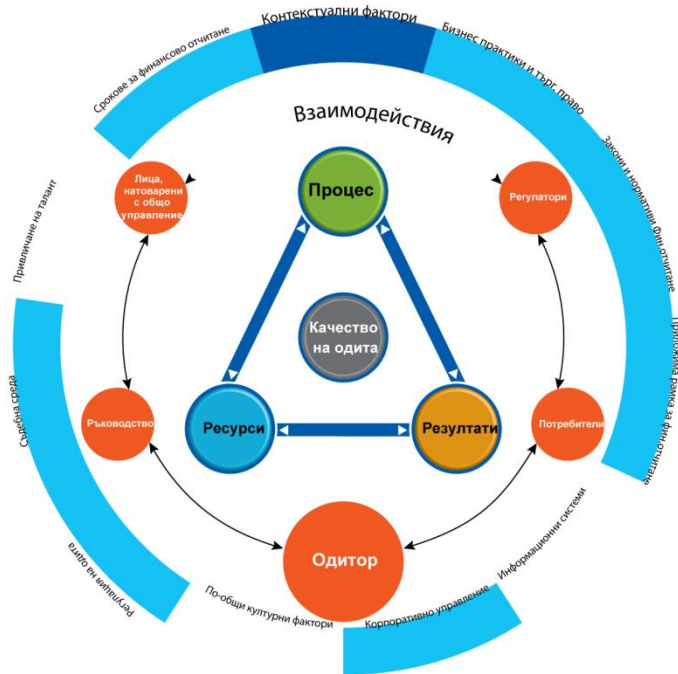 Контекстуални фактори
Срокове за финансово отчитане
Бизнес практики и търг. право
Взаимодействия
Закони и нормативи Фин.отчитане
Привличане на талант
Лица,
натоварени
с общо
управление
Процес
Регулатори
Качество
на одита
Приложима рамка за фин.отчитане
Съдебна среда
Ръководство
Ресурси
Резултати
Потребители
Информационни системи
Одитор
Регулация на одита
По-общи културни фактори
Корпоративно управление